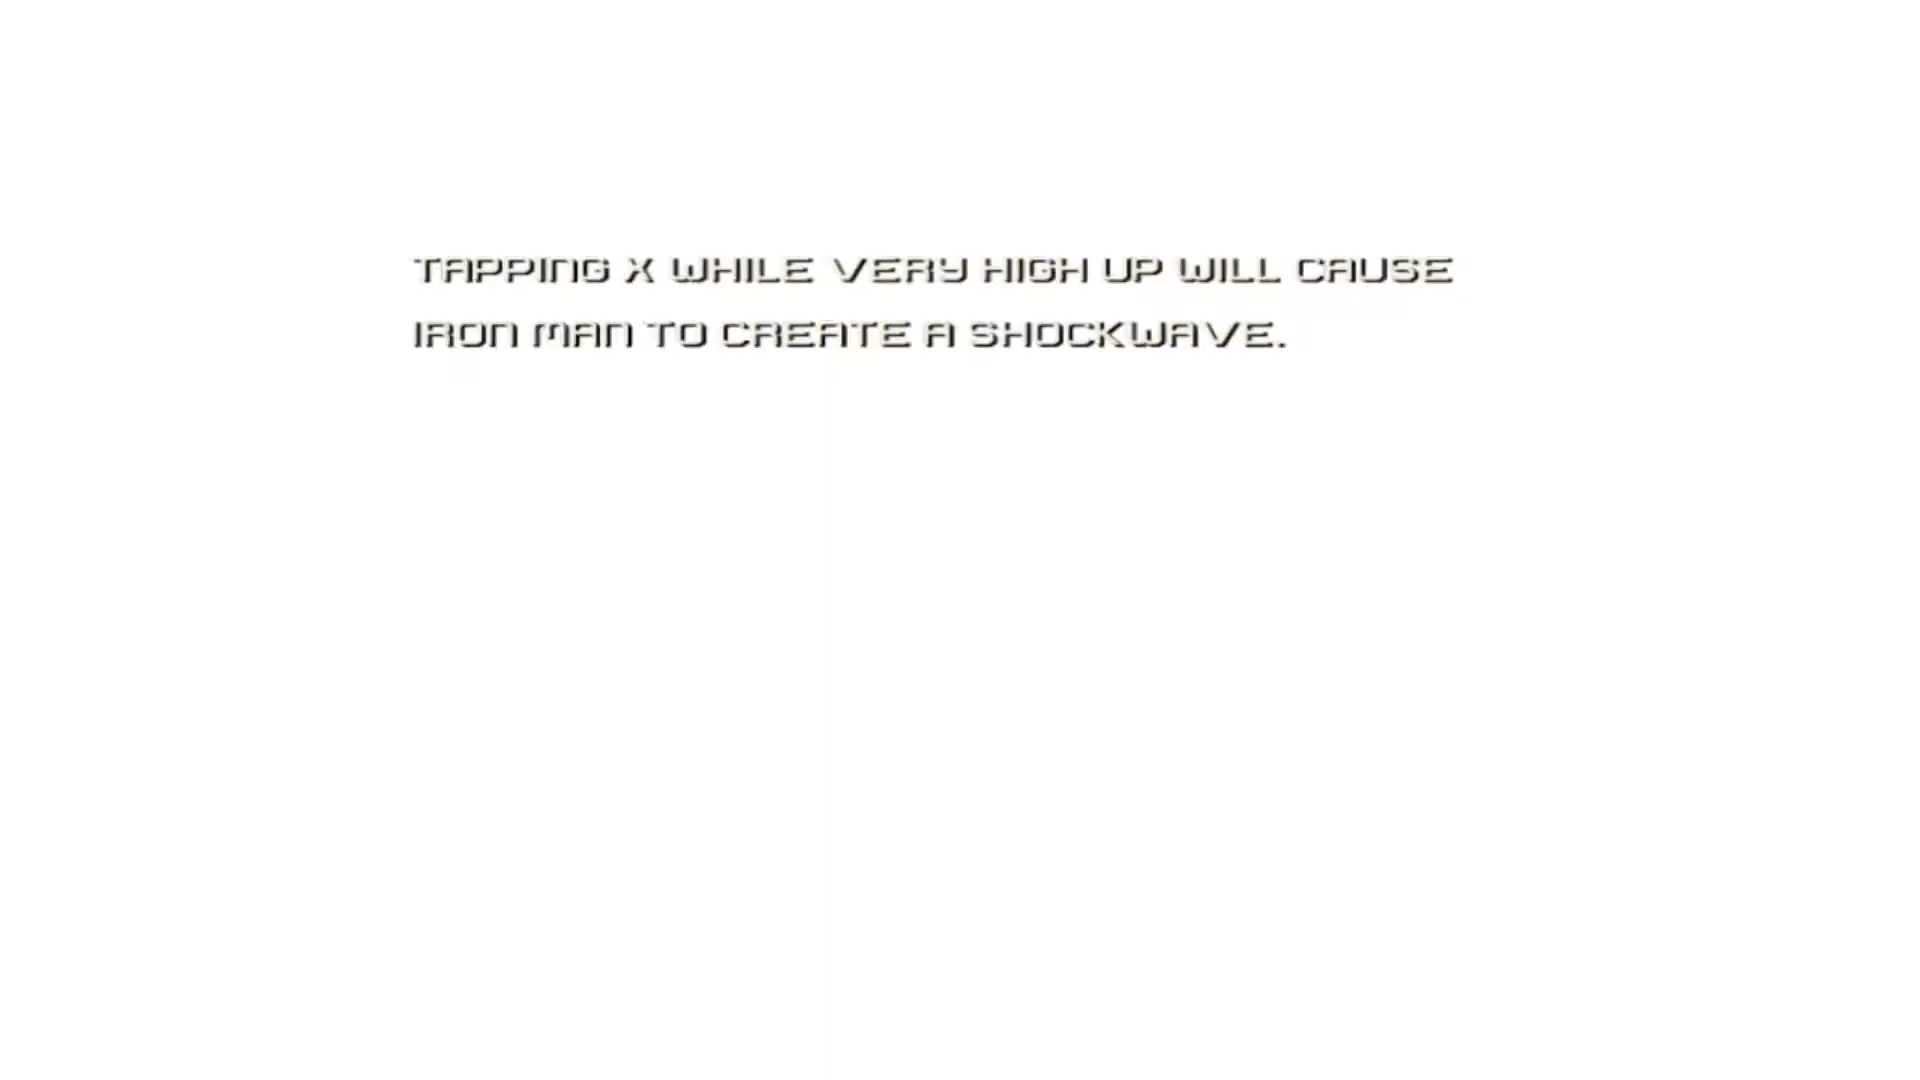 TAPPING X WHILE VERY HIGH UP WILL CAUSE
IRON MAN TO CREATE A SHOCKWAVE.